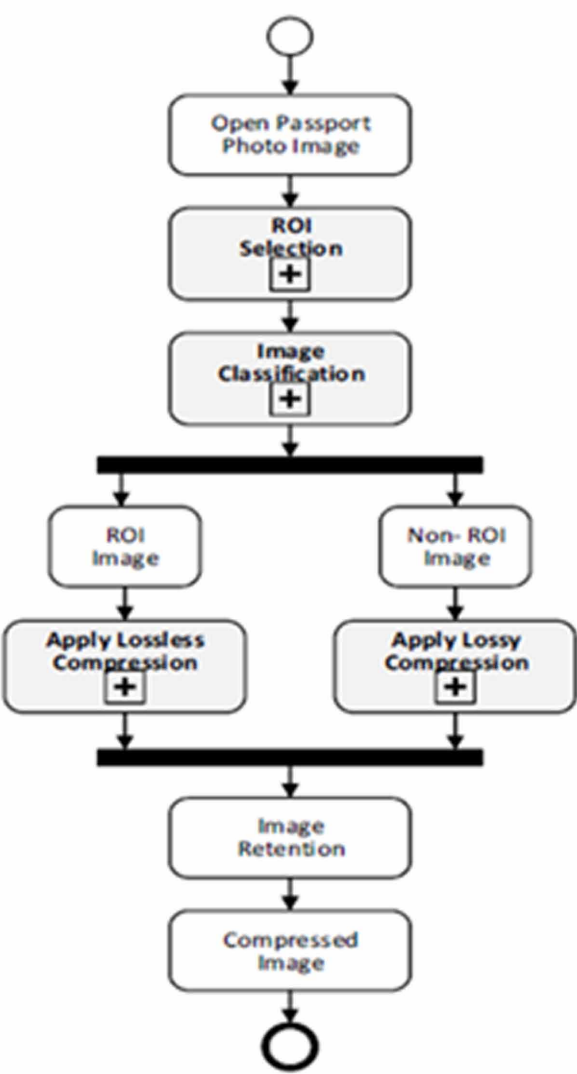 Open Passport
Photo Image
ROI
Selection
Image
Classification
ROI
Image
Non- ROI
Image
Apply Lossless
Compression
Apply Lossy
Compression
Image
Retention
Compressed
Image